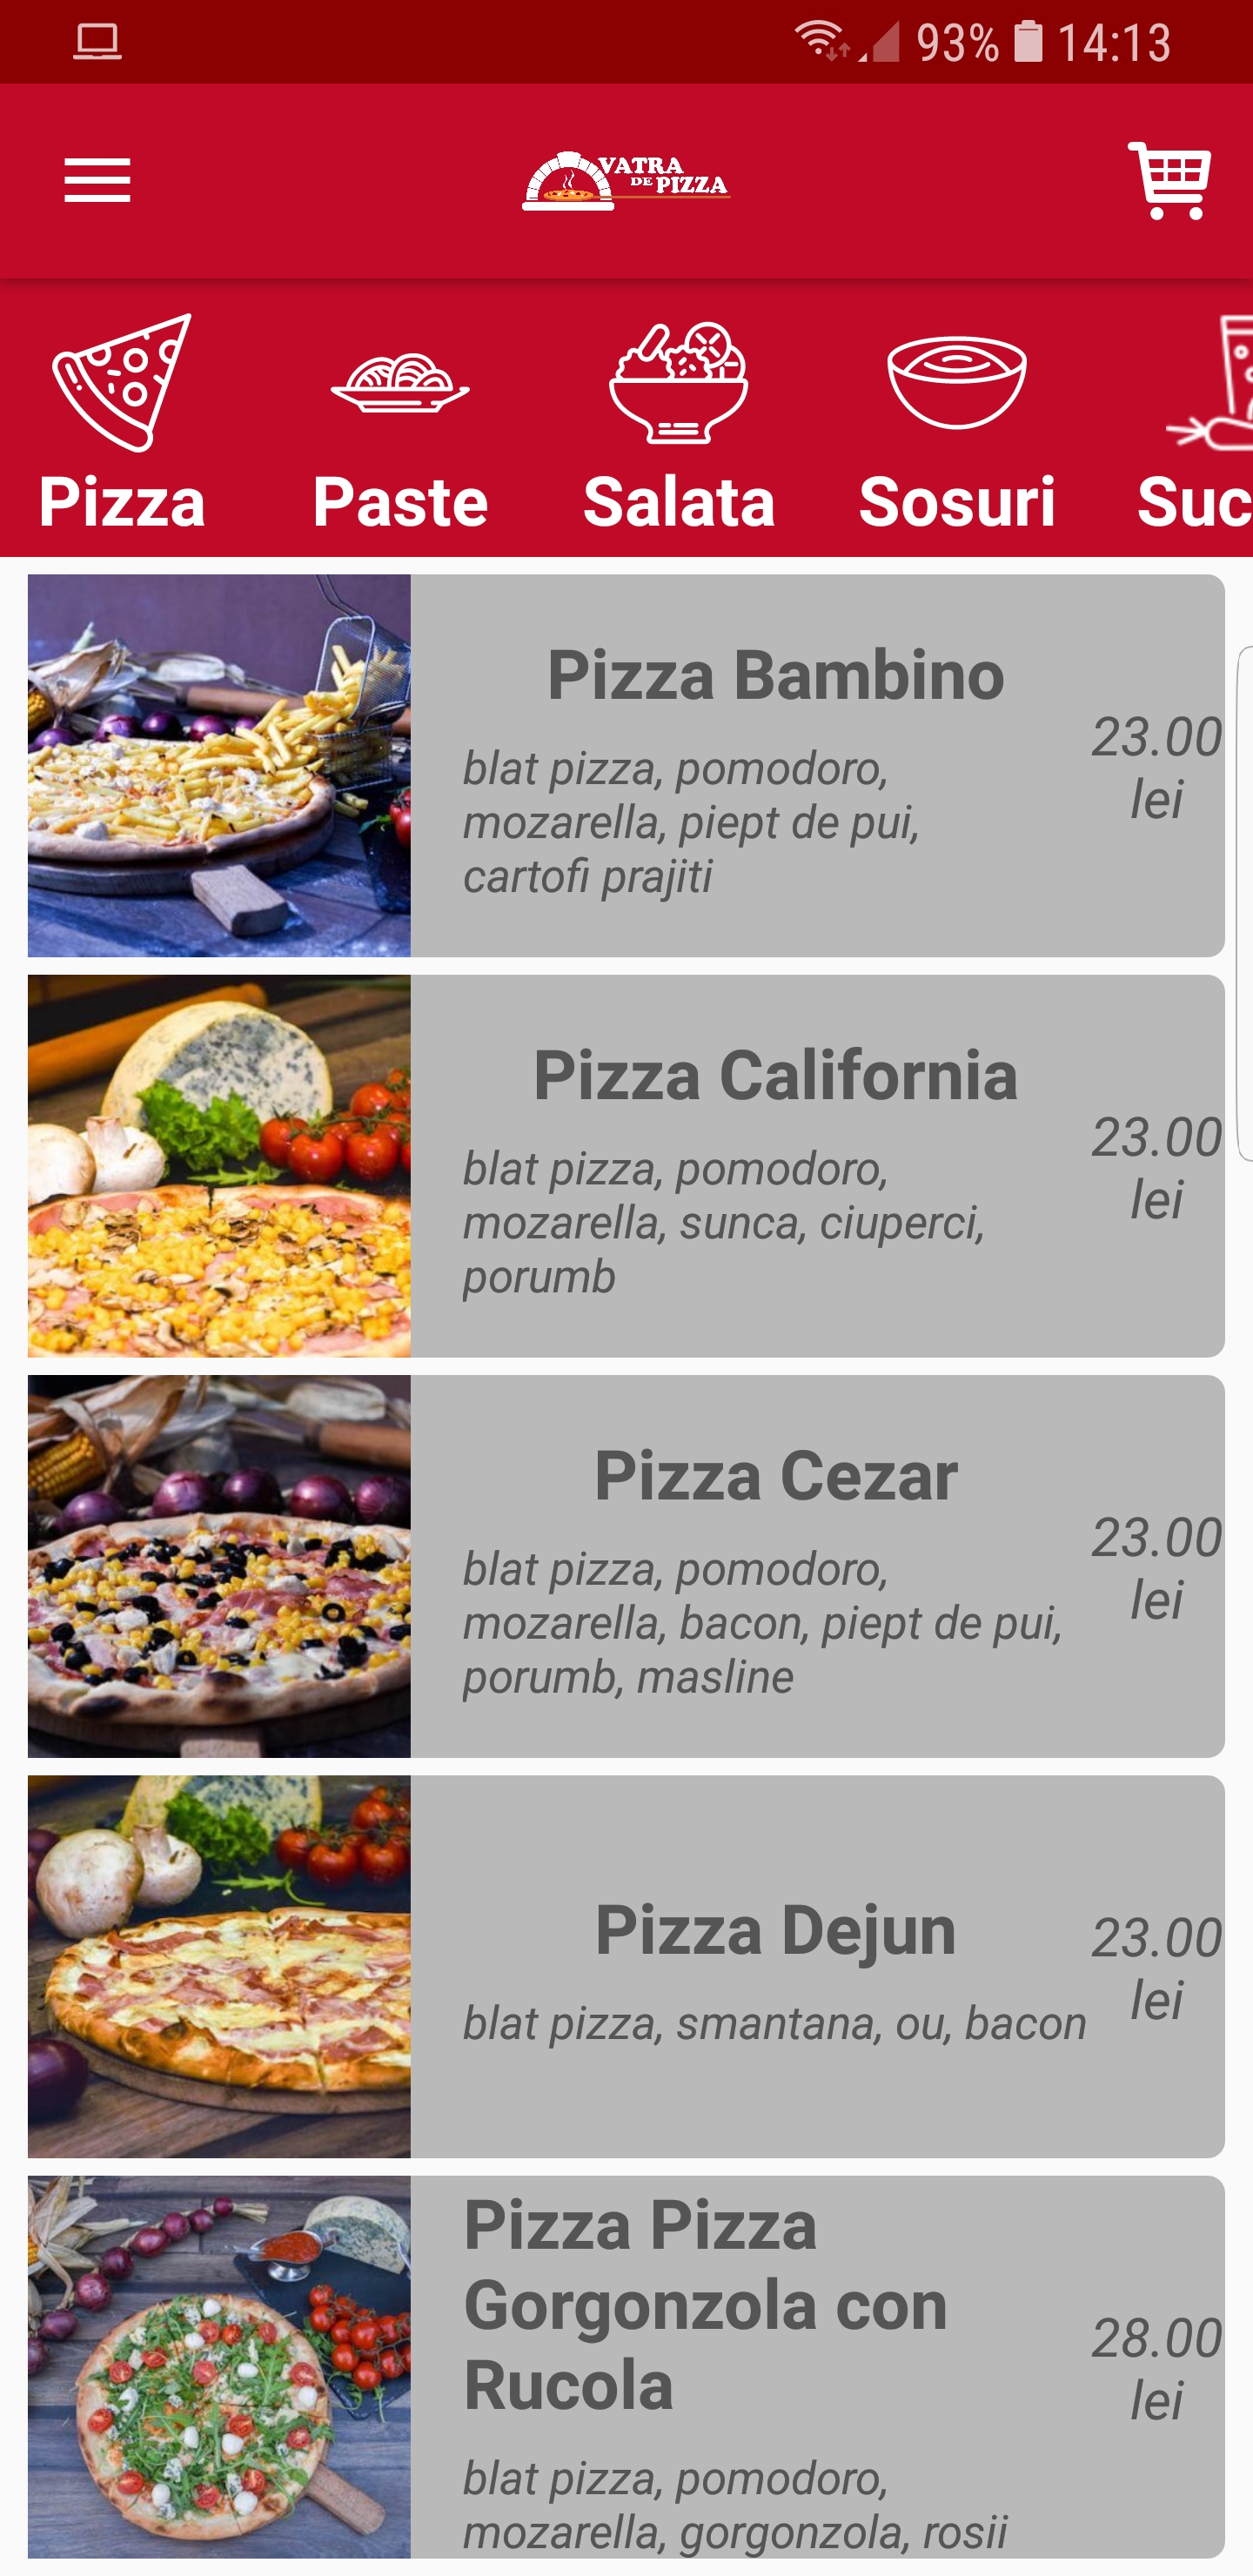 93% 14:13
VATRA
DE PIZZA
Pizza
Paste
Salata
Sosuri
Suc
Pizza Bambino
blat pizza, pomodoro,
mozarella, piept de pui,
cartofi prajiti
23.00
lei
Pizza California
blat pizza, pomodoro,
mozarella, sunca, ciuperci,
porumb
23.00
lei
Pizza Cezar
blat pizza, pomodoro,
mozarella, bacon, piept de pui,
porumb, masline
23.00
lei
Pizza Dejun
blat pizza, smantana, ou, bacon
23.00
lei
Pizza Pizza
Gorgonzola con
Rucola
blat pizza, pomodoro,
mozarella, gorgonzola, rosii
28.00
lei